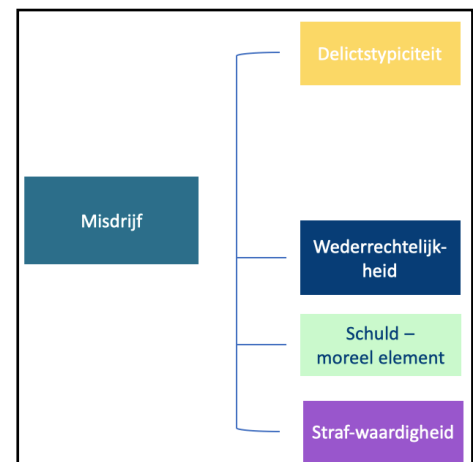 Delictstypiciteit
Misdrijf
Wederrechtelijk-
heid
Schuld –
moreel element
Straf-waardigheid